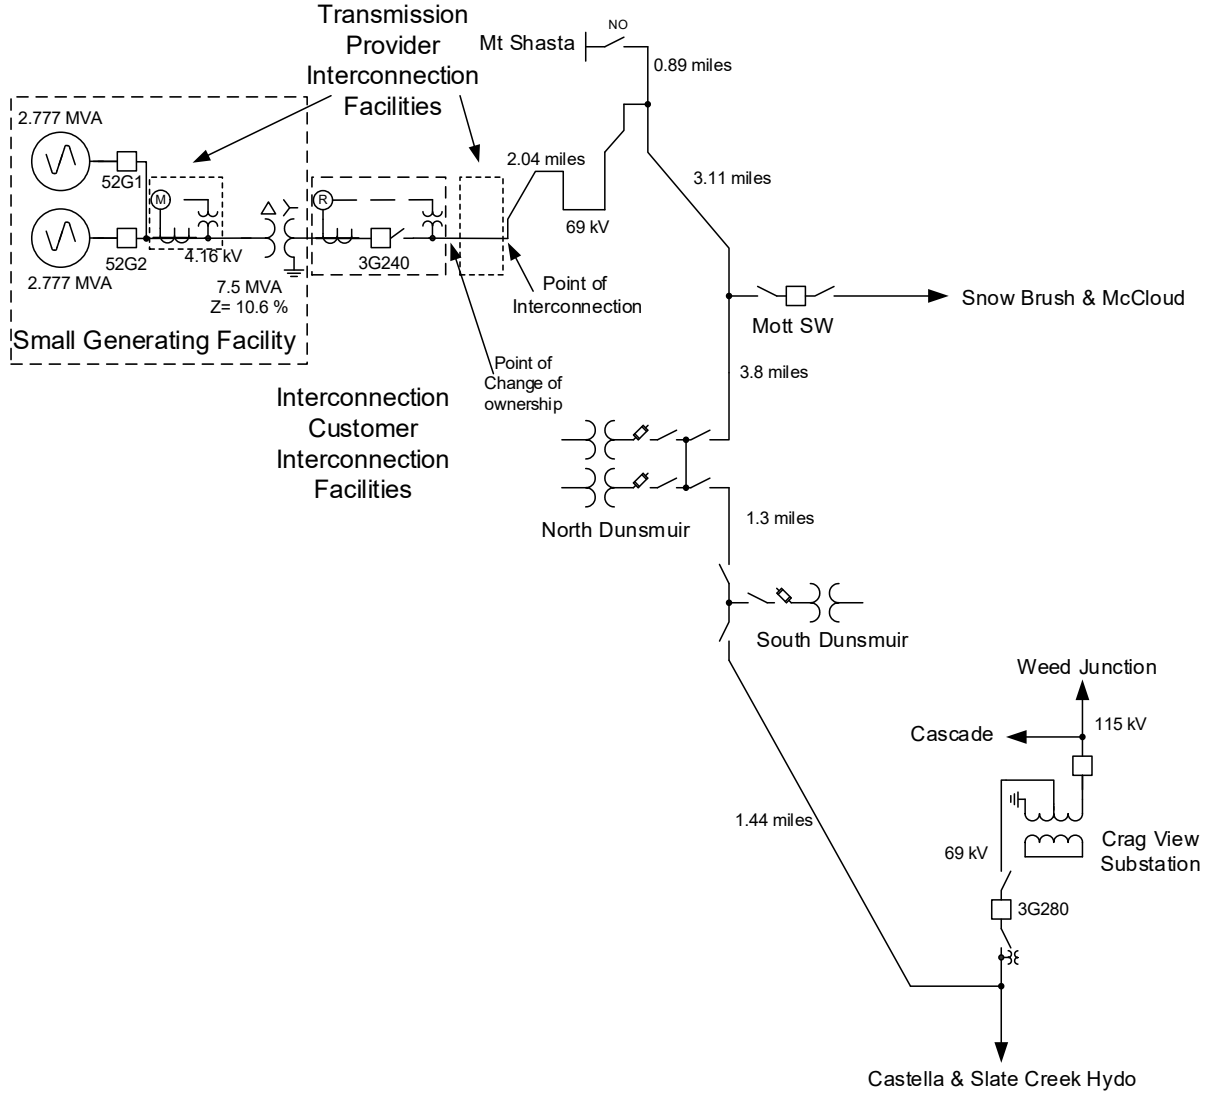 Transmission
Provider
Interconnection
Facilities
NO
Mt Shasta
0.89 miles
2.777 MVA
52G1
M
R
2.04 miles
3.11 miles
69 kV
52G2
4.16 kV
3G240
2.777 MVA
7.5 MVA
Z= 10.6 %
Point of
Interconnection
Snow Brush & McCloud
Mott SW
Small Generating Facility
Point of
Change of
ownership
3.8 miles
Interconnection
Customer
Interconnection
Facilities
North Dunsmuir
1.3 miles
South Dunsmuir
Weed Junction
115 kV
Cascade
1.44 miles
69 kV
Crag View
Substation
3G280
Castella & Slate Creek Hydo